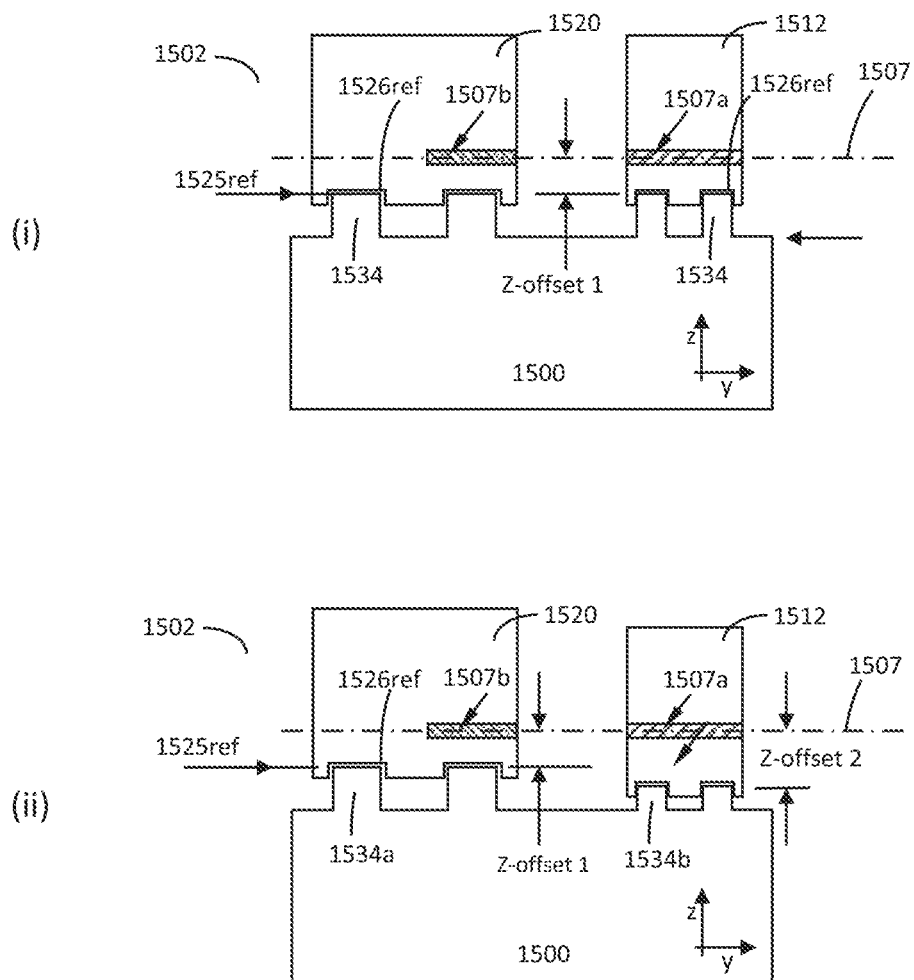 1520
1512
1502
1526ref
1507b
1507a
1526ref
1507
1525ref
(i)
1534
Z-offset 1
1534
z
1500
y
1520
1512
1502
1526ref
1507b
1507a
1507
1525ref
Z-offset 2
(ii)
1534a
Z-offset 1
1534b
z
1500
y